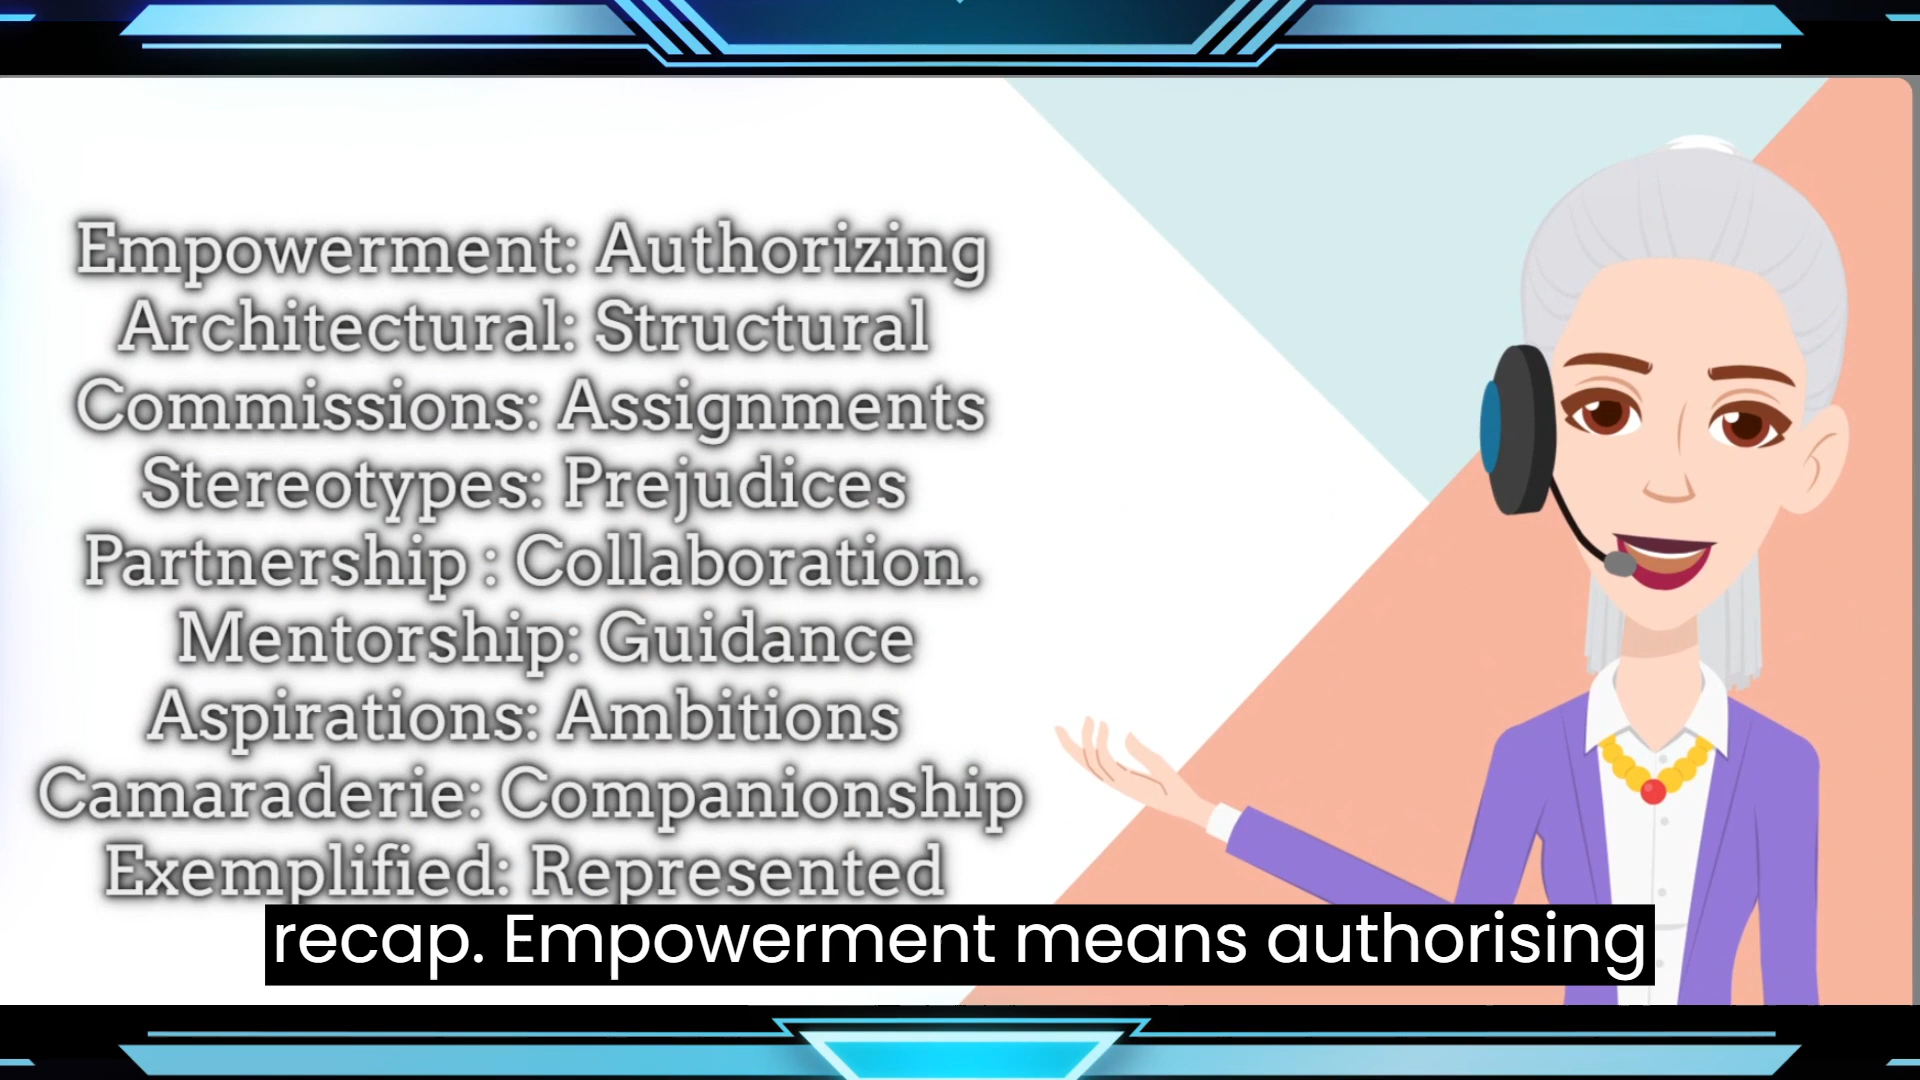 Empowerment: Authorizing
Architectural: Structural
Commissions: Assignments
Stereotypes: Prejudices
Partnership : Collaboration.
Mentorship: Guidance
Aspirations: Ambitions
Camaraderie: Companionship
Exemplified: Represented
recap. Empowerment means authorising